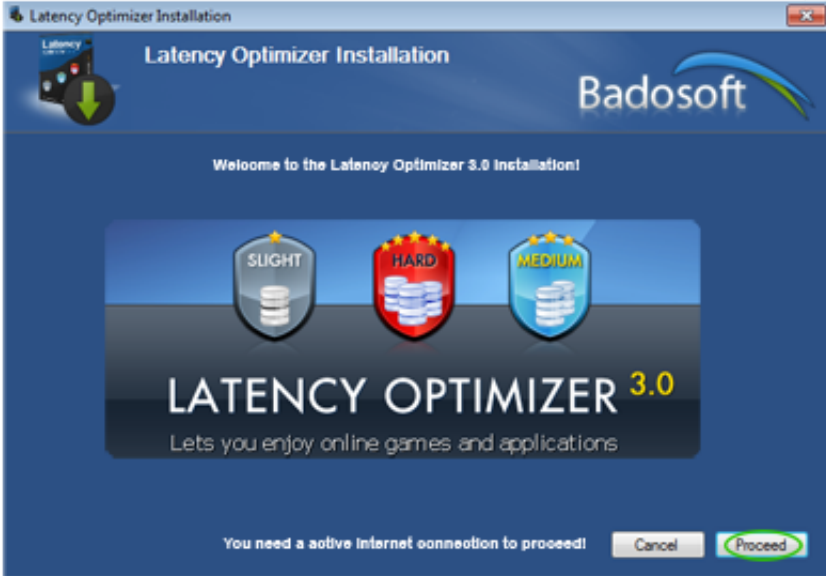 Latency Optimizer Installation
Latency
Latency Optimizer Installation
Badosoft
Welcome to the Latency Optimizer 3.0 Installation!
SLIGHT
HARD
MEDIUM
LATENCY OPTIMIZER 3.0
Lets you enjoy online games and applications
You need a active Internet connection to proceed!
Cancel
Proceed